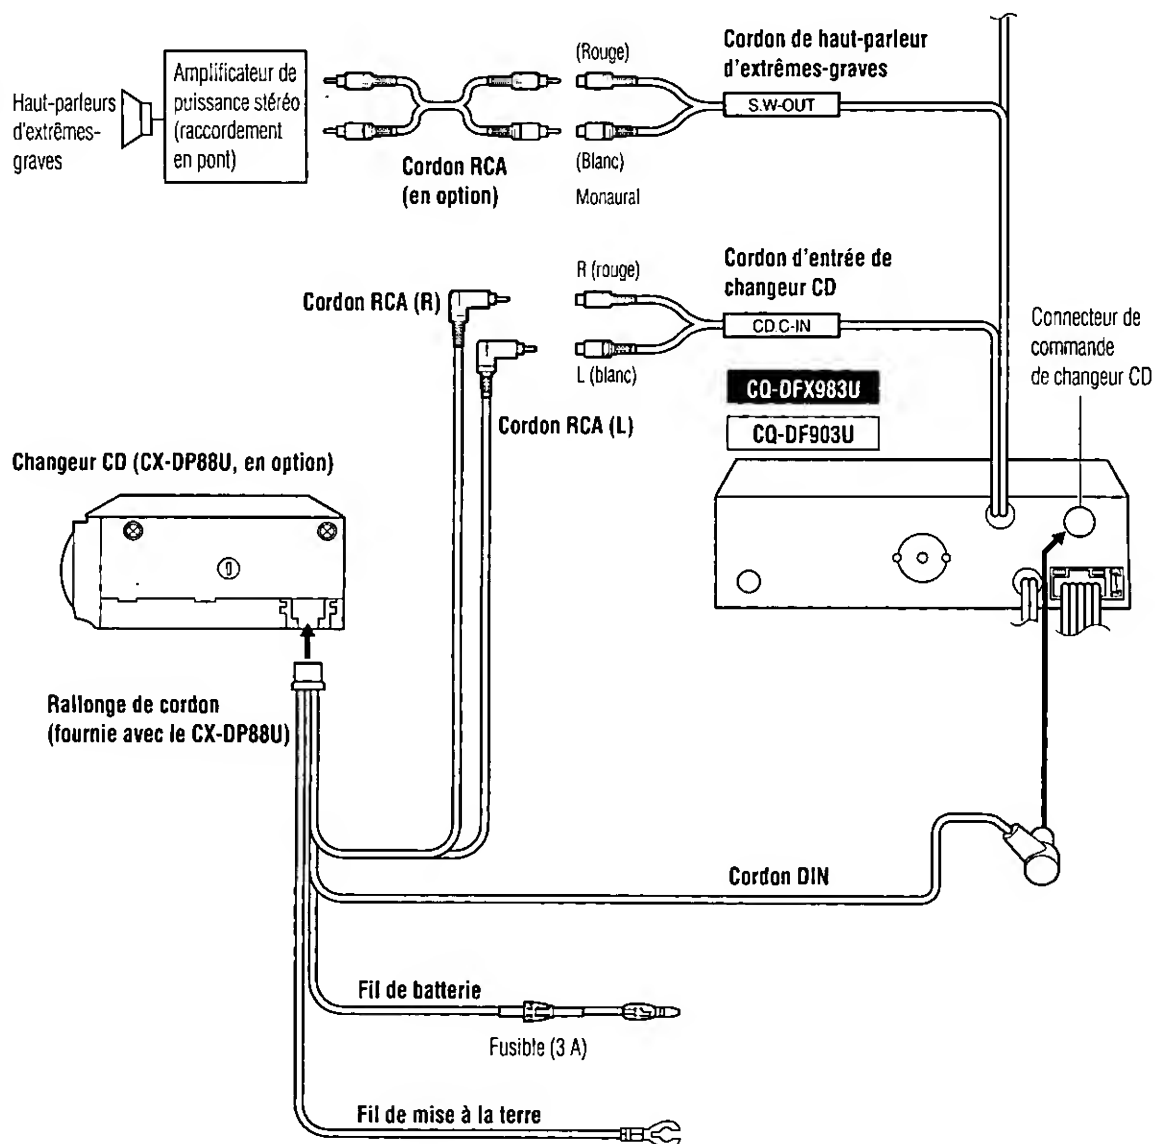 Cordon de haut-parleur
d'extrêmes-graves
(Rouge)
S.W-OUT
Amplificateur de
puissance stéréo
(raccordement
en pont)
Haut-parleurs
d'extrêmes-
graves
Cordon RCA
(en option)
(Blanc)
Monaural
Cordon d'entrée de
changeur CD
R (rouge)
Cordon RCA (R)
CD.C-IN
Connecteur de
commande
de changeur CD
L (blanc)
CQ-DFX983U
Cordon RCA (L)
CQ-DF903U
Changeur CD (CX-DP88U, en option)
Rallonge de cordon
(fournie avec le CX-DP88U)
Cordon DIN
Fil de batterie
Fusible (3 A)
Fil de mise à la terre